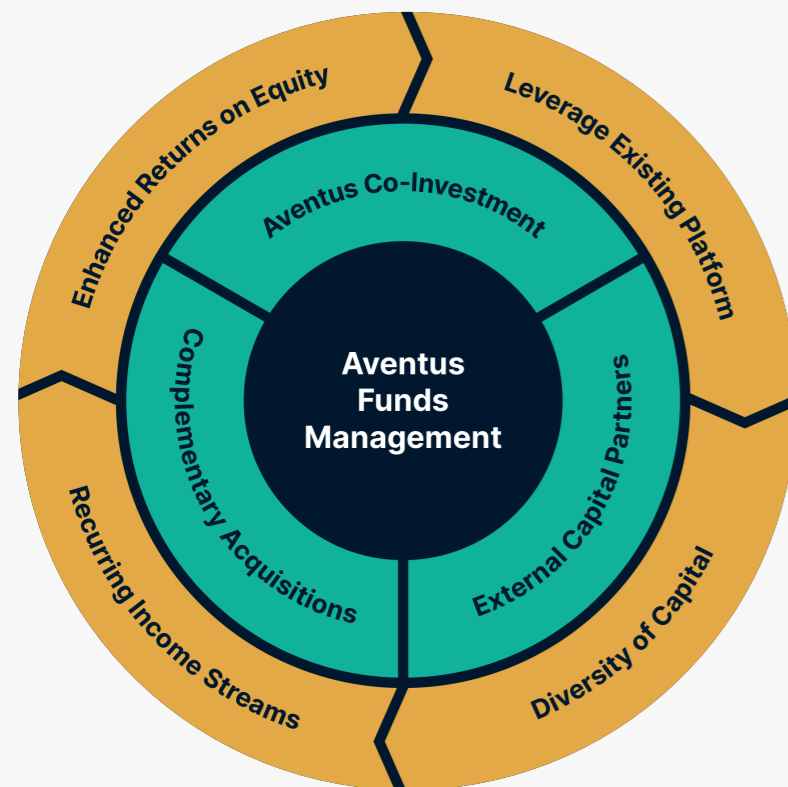 Enhanced Returns on Equity
Leverage Existing Platform
Aventus Co-Investment
Complementary Acquisitions
Aventus
Funds
Management
External Capital Partners
Recurring Income Streams
Diversity of Capital